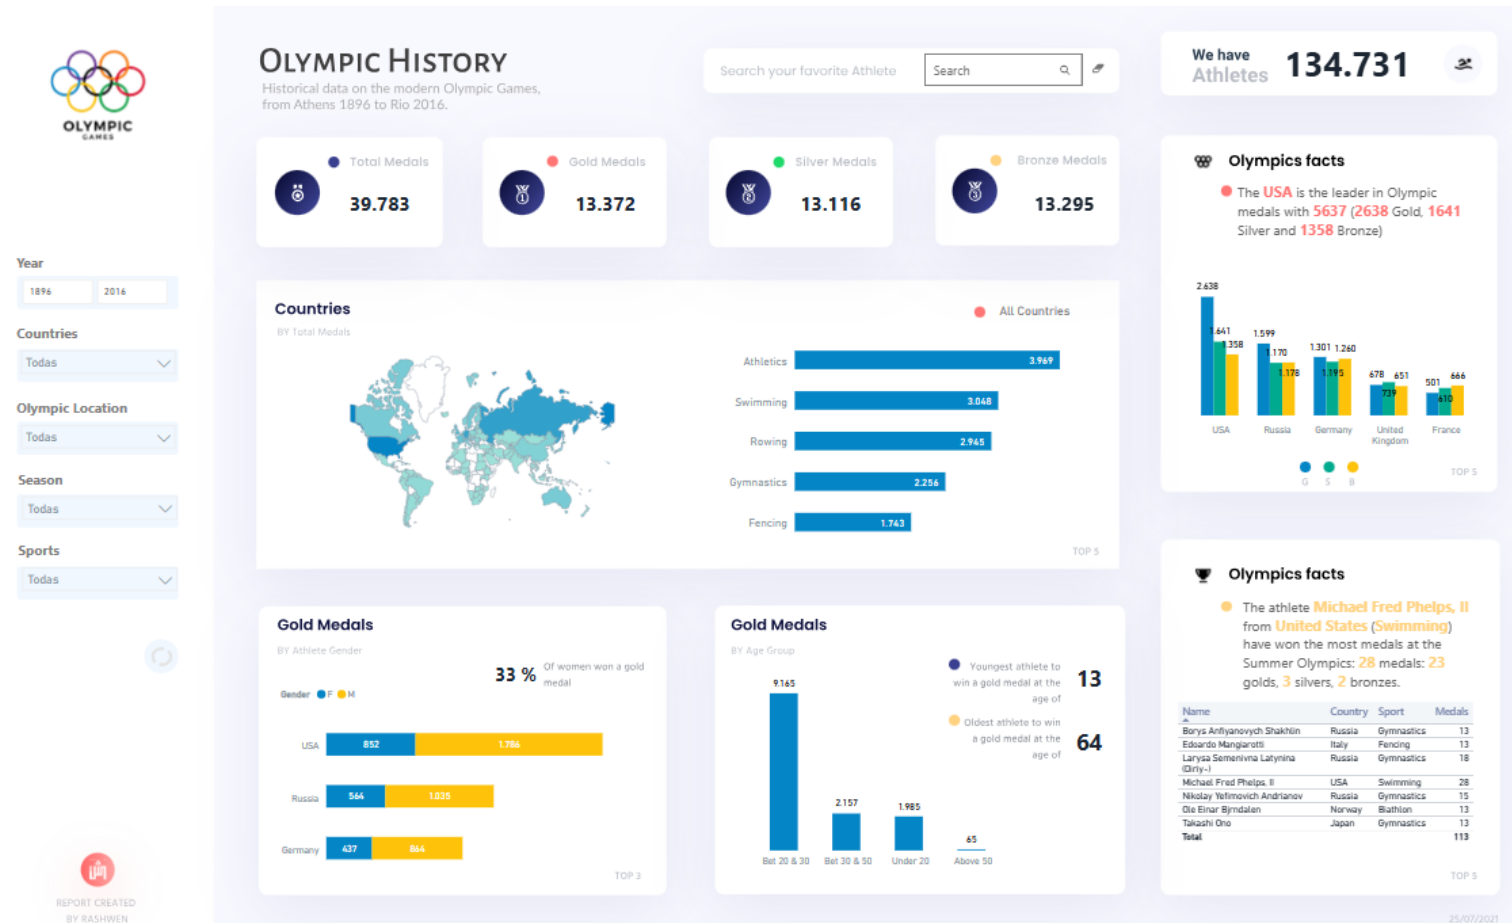 OLYMPIC
GAMES
Year
1896 2016
Countries
Todas
Olympic Location
Todas
Season
Todas
Sports
Todas
REPORT CREATED
BY RASHWEN
OLYMPIC HISTORY
Historical data on the modern Olympic Games,
from Athens 1896 to Rio 2016.
Search your favorite Athlete
Search
We have
Athletes
134.731
Total Medals
39.783
Gold Medals
13.372
Silver Medals
13.116
Bronze Medals
13.295
Countries
BY Total Medals
All Countries
Athletics 3.969
Swimming 3.048
Rowing 2.945
Gymnastics 2.256
Fencing 1.743
TOP 5
Gold Medals
BY Athlete Gender
33 %
Of women won a gold
medal
Gender F M
USA 852 1.786
Russia 564 1.035
Germany 437 864
TOP 3
Gold Medals
BY Age Group
Youngest athlete to
win a gold medal at the
age of
13
Oldest athlete to win
a gold medal at the
age of
64
9.165
2.157
1.985
65
Bet 20 & 30 Bet 30 & 50 Under 20 Above 50
Olympics facts
The USA is the leader in Olympic
medals with 5637 (2638 Gold, 1641
Silver and 1358 Bronze)
2.638 1.641 1.358
1.599 1.170 1.178
1.301 1.195 1.260
678 739 651
501 610 666
USA Russia Germany United France
Kingdom
G S B
TOP 5
Olympics facts
The athlete Michael Fred Phelps, II
from United States (Swimming)
have won the most medals at the
Summer Olympics: 28 medals: 23
golds, 3 silvers, 2 bronzes.
Name Country Sport Medals
Borys Anfiyanovych Shakhlin Russia Gymnastics 13
Edoardo Mangiarotti Italy Fencing 13
Larysa Semenivna Latynina Russia Gymnastics 18
(Diriy-)
Michael Fred Phelps, II USA Swimming 28
Nikolay Yefimovich Andrianov Russia Gymnastics 15
Ole Einar Bjrndalen Norway Biathlon 13
Takashi Ono Japan Gymnastics 13
Total 113
TOP 5
25/07/2021